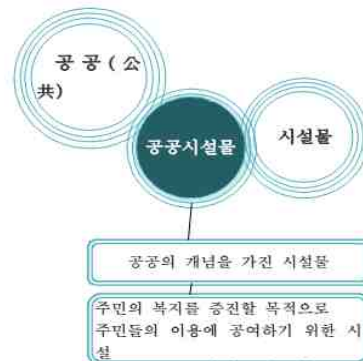 공 공 ( 公
共)
공공시설물
시설물
공공의 개념을 가진 시설물
주민의 복지를 증진할 목적으로
주민들의 이용에 공여하기 위한 시
설